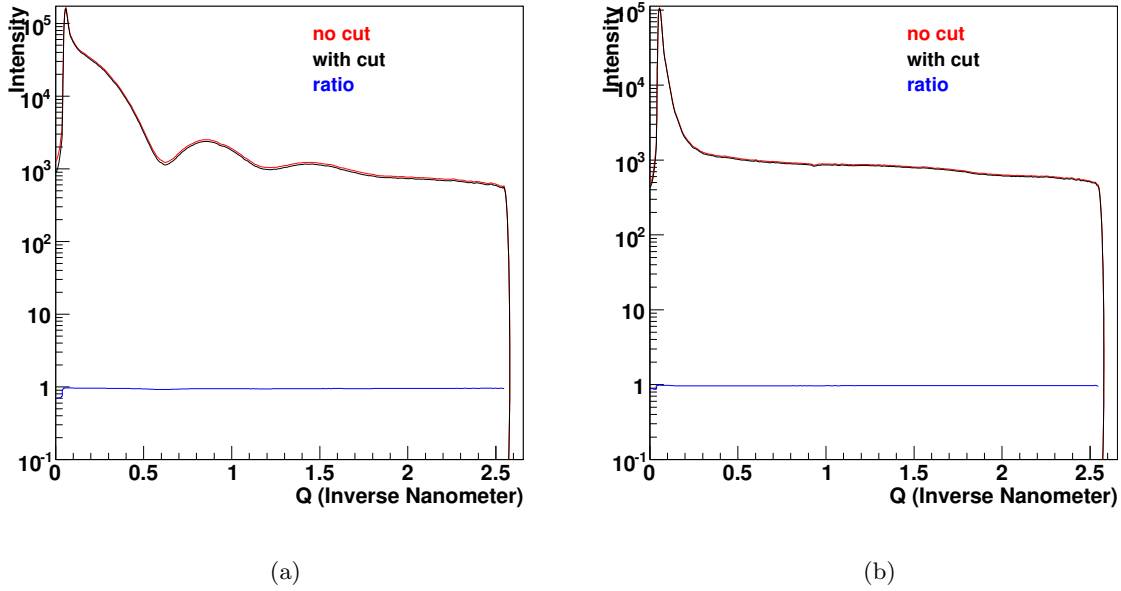 Intensity
10^5
10^4
10^3
10^2
10
1
10^-1
no cut
with cut
ratio
0 0.5 1 1.5 2 2.5
Q (Inverse Nanometer)
(a)
Intensity
10^5
10^4
10^3
10^2
10
1
10^-1
no cut
with cut
ratio
0 0.5 1 1.5 2 2.5
Q (Inverse Nanometer)
(b)